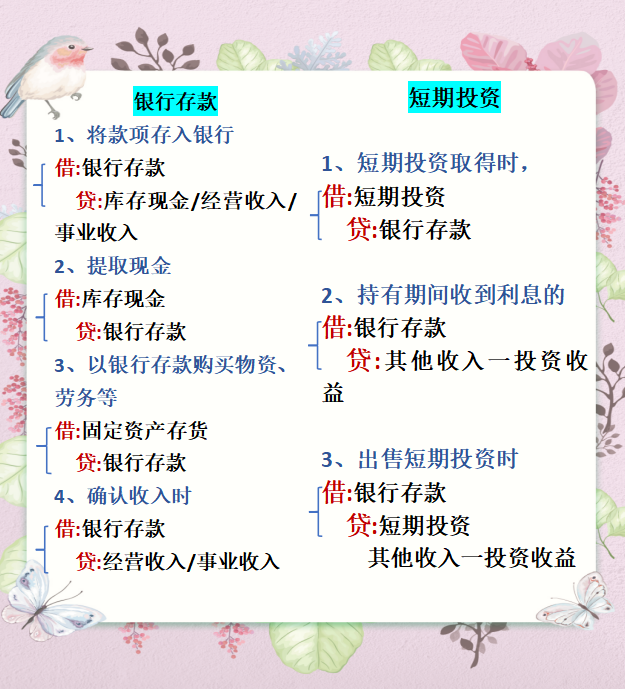 银行存款
1、将款项存入银行
借:银行存款
贷:库存现金/经营收入/
事业收入
2、提取现金
借:库存现金
贷:银行存款
3、以银行存款购买物资、
劳务等
借:固定资产存货
贷:银行存款
4、确认收入时
借:银行存款
贷:经营收入/事业收入
短期投资
1、短期投资取得时，
借:短期投资
贷:银行存款
2、持有期间收到利息的
借:银行存款
贷:其他收入一投资收
益
3、出售短期投资时
借:银行存款
贷:短期投资
其他收入一投资收益